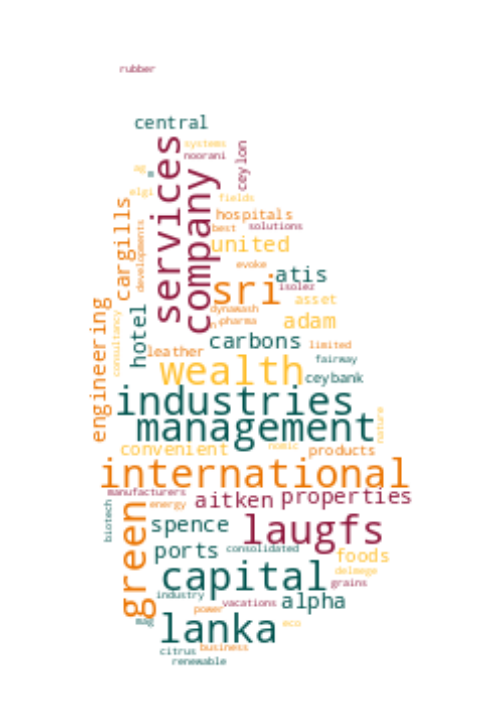 rubber
central
services
company
systems
noorani
ceylon
ag
elgi
fields
cargills
developments
hospitals
best
solutions
united
evoke
atis
sri
isolez
asset
dynawash
pharma
adam
engineering
consultancy
hotel
carbons
limited
leather
fairway
wealth
ceybank
industries
management
nature
convenient
nomic
products
international
manufacturers
aitken
properties
energy
biotech
green
spence
laugfs
ports
consolidated
foods
capital
delmege
grains
industry
vacations
alpha
power
mag
lanka
eco
citrus
business
renewable